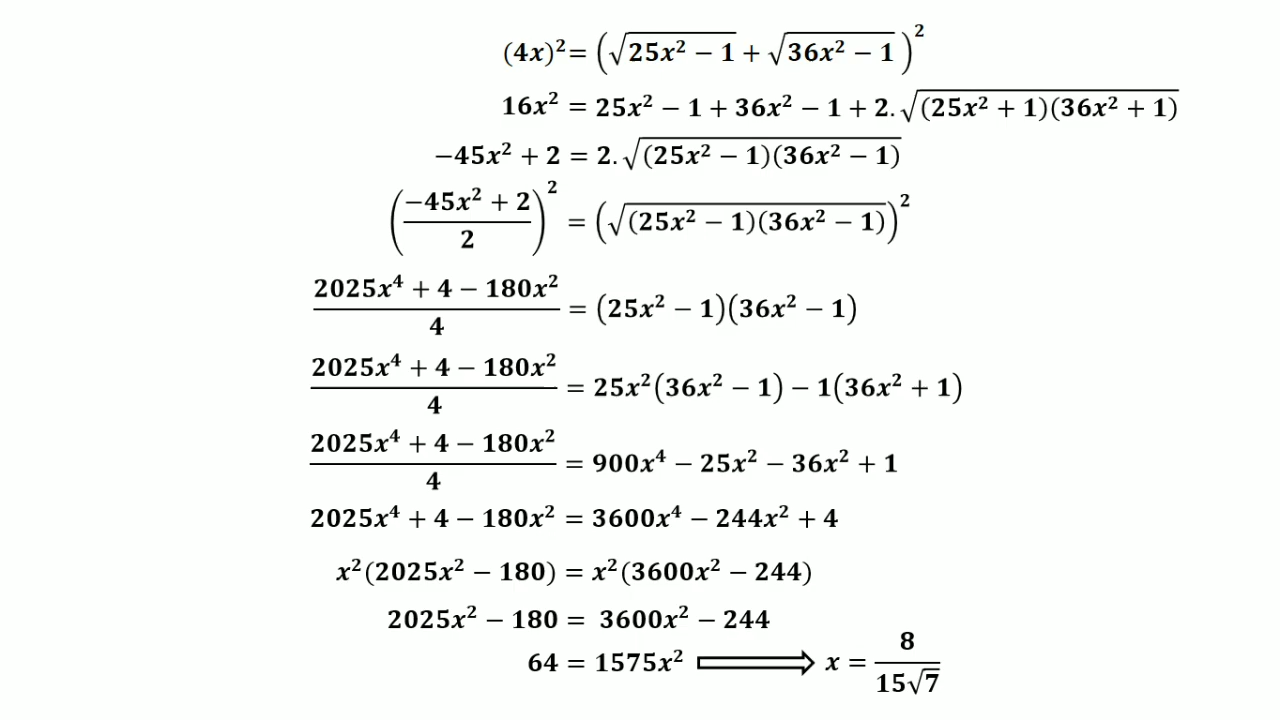 (4x)² = (√(25x² − 1) + √(36x² − 1))²
16x² = 25x² − 1 + 36x² − 1 + 2.√((25x² + 1)(36x² + 1))
−45x² + 2 = 2.√((25x² − 1)(36x² − 1))
((−45x² + 2)/2)² = (√((25x² − 1)(36x² − 1)))²
(2025x⁴ + 4 − 180x²)/4 = (25x² − 1)(36x² − 1)
(2025x⁴ + 4 − 180x²)/4 = 25x²(36x² − 1) − 1(36x² + 1)
(2025x⁴ + 4 − 180x²)/4 = 900x⁴ − 25x² − 36x² + 1
2025x⁴ + 4 − 180x² = 3600x⁴ − 244x² + 4
x²(2025x² − 180) = x²(3600x² − 244)
2025x² − 180 = 3600x² − 244
64 = 1575x² ⟹ x = 8/(15√7)